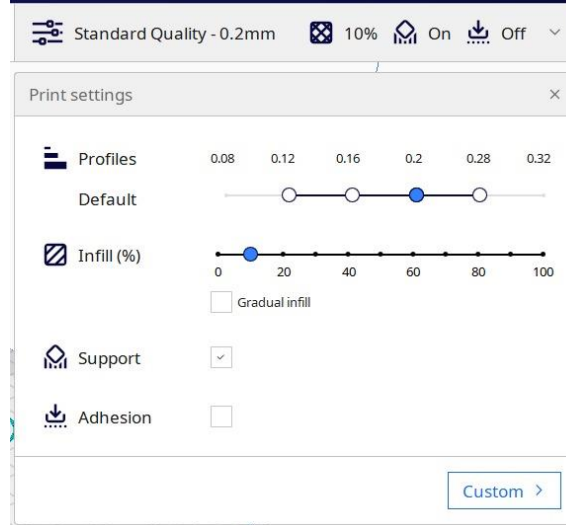 Standard Quality - 0.2mm 10% On Off
Print settings
Profiles 0.08 0.12 0.16 0.2 0.28 0.32
Default
Infill (%)
0 20 40 60 80 100
Gradual infill
Support
Adhesion
Custom